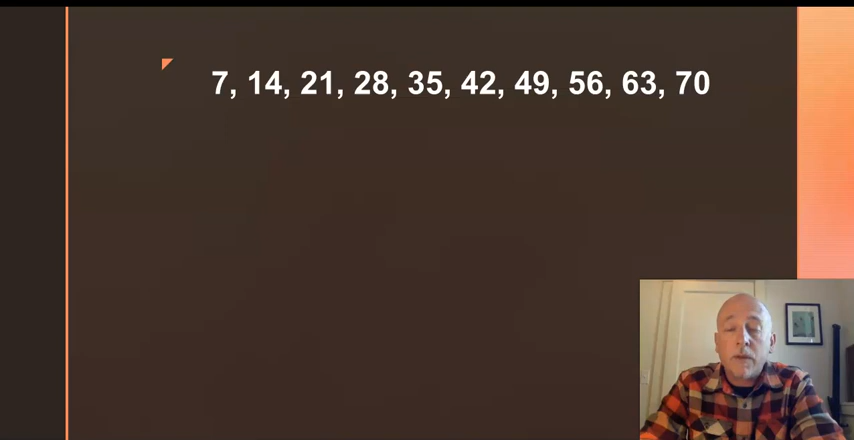 7, 14, 21, 28, 35, 42, 49, 56, 63, 70